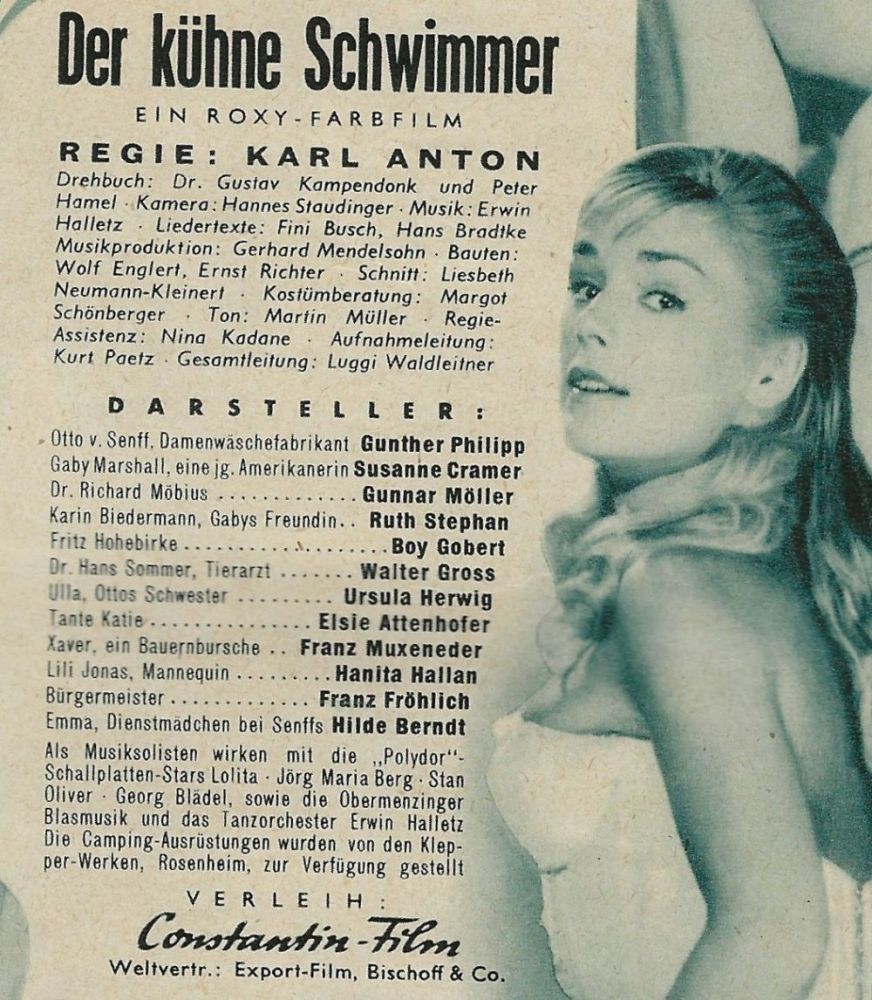 Der kühne Schwimmer
EIN ROXY-FARBFILM
REGIE: KARL ANTON
Drehbuch: Dr. Gustav Kampendonk und Peter
Hamel · Kamera: Hannes Staudinger · Musik: Erwin
Halletz · Liedertexte: Fini Busch, Hans Bradtke
Musikproduktion: Gerhard Mendelsohn · Bauten:
Wolf Englert, Ernst Richter · Schnitt: Liesbeth
Neumann-Kleinert · Kostümberatung: Margot
Schönberger · Ton: Martin Müller · Regie-
Assistenz: Nina Kadane · Aufnahmeleitung:
Kurt Paetz · Gesamtleitung: Luggi Waldleitner
DARSTELLER:
Otto v. Senff, Damenwäschefabrikant Gunther Philipp
Gaby Marshall, eine jg. Amerikanerin Susanne Cramer
Dr. Richard Möbius ............. Gunnar Möller
Karin Biedermann, Gabys Freundin.. Ruth Stephan
Fritz Hohebirke ................... Boy Gobert
Dr. Hans Sommer, Tierarzt ....... Walter Gross
Ulla, Ottos Schwester ......... Ursula Herwig
Tante Katie ............... Elsie Attenhofer
Xaver, ein Bauernbursche .. Franz Muxeneder
Lili Jonas, Mannequin ......... Hanita Hallan
Bürgermeister ............. Franz Fröhlich
Emma, Dienstmädchen bei Senffs Hilde Berndt
Als Musiksolisten wirken mit die „Polydor"-
Schallplatten-Stars Lolita · Jörg Maria Berg · Stan
Oliver · Georg Blädel, sowie die Obermenzinger
Blasmusik und das Tanzorchester Erwin Halletz
Die Camping-Ausrüstungen wurden von den Klep-
per-Werken, Rosenheim, zur Verfügung gestellt
VERLEIH:
Constantin-Film
Weltvertr.: Export-Film, Bischoff & Co.